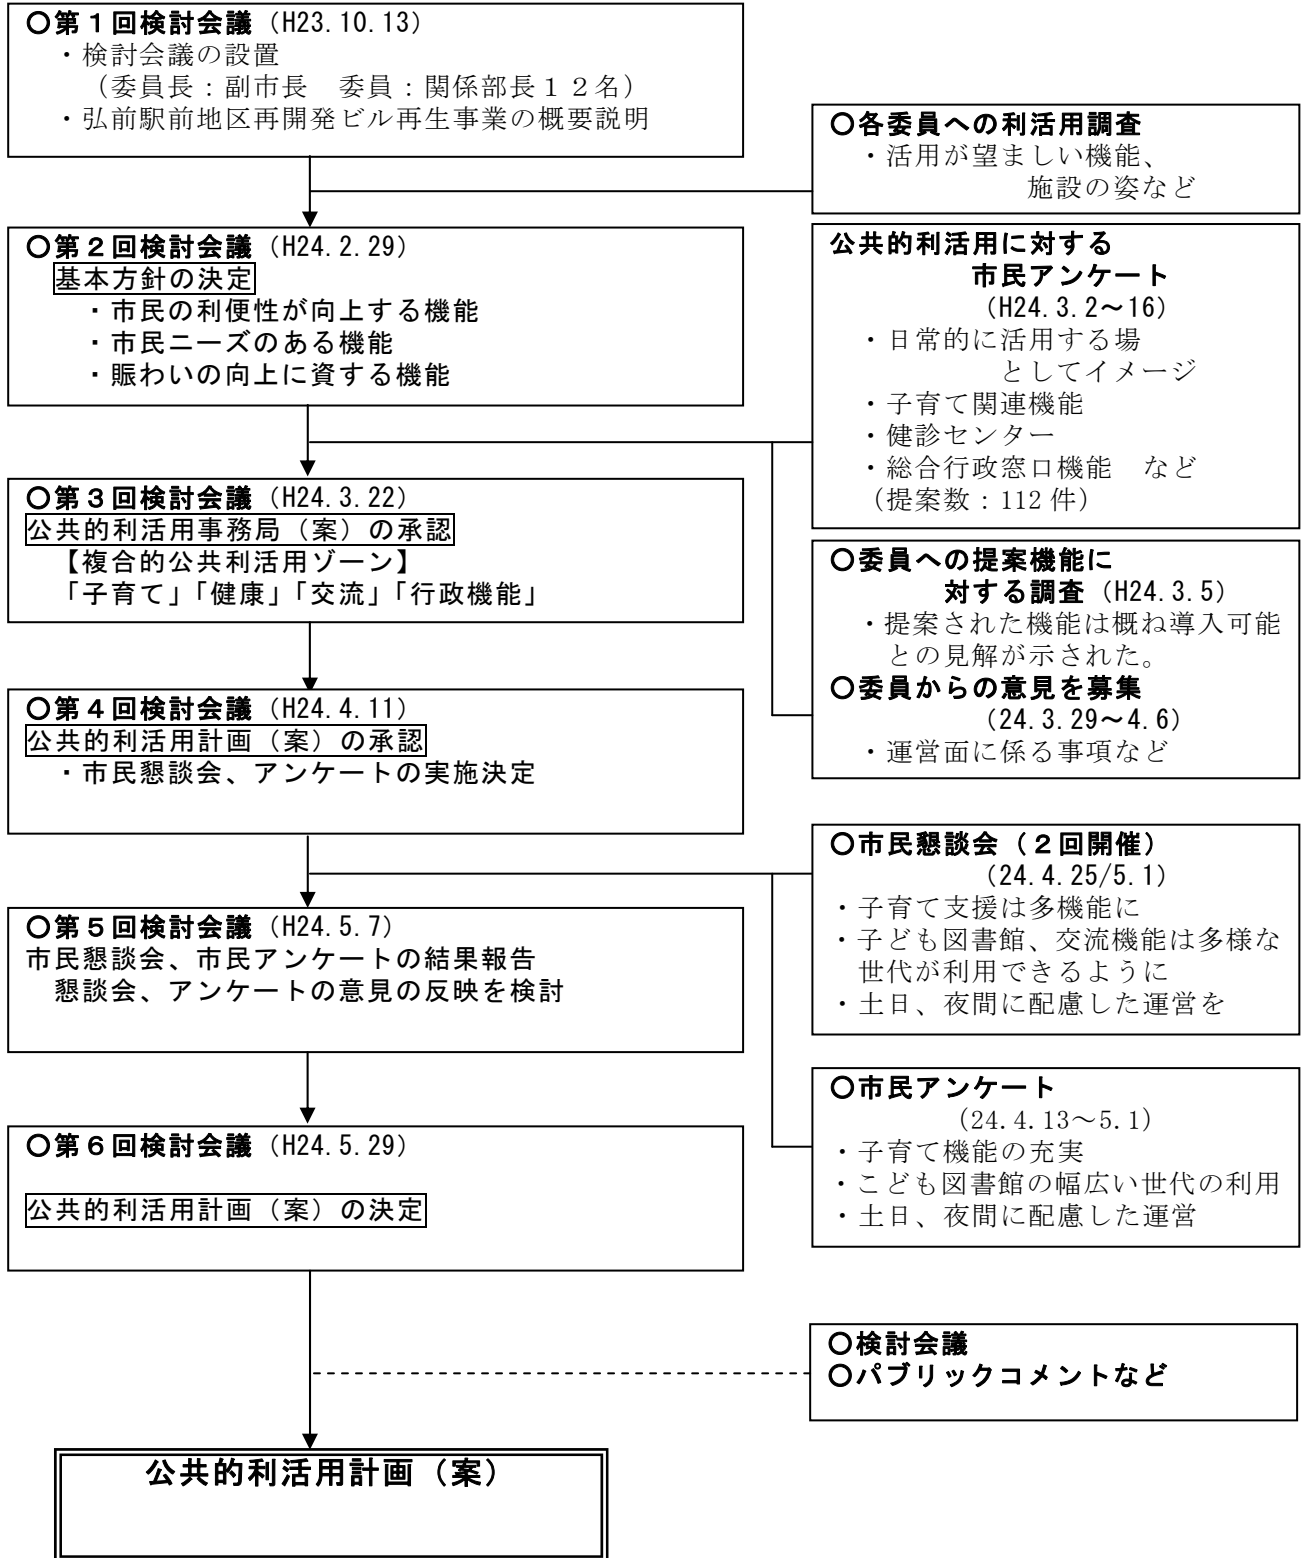 〇第１回検討会議（H23.10.13）
・検討会議の設置
（委員長：副市長　委員：関係部長１２名）
・弘前駅前地区再開発ビル再生事業の概要説明
〇各委員への利活用調査
・活用が望ましい機能、
施設の姿など
〇第２回検討会議（H24.2.29）
基本方針の決定
・市民の利便性が向上する機能
・市民ニーズのある機能
・賑わいの向上に資する機能
公共的利活用に対する
市民アンケート
（H24.3.2～16）
・日常的に活用する場
としてイメージ
・子育て関連機能
・健診センター
・総合行政窓口機能　など
（提案数：112 件）
〇第３回検討会議（H24.3.22）
公共的利活用事務局（案）の承認
【複合的公共利活用ゾーン】
「子育て」「健康」「交流」「行政機能」
〇委員への提案機能に
対する調査（H24.3.5）
・提案された機能は概ね導入可能
との見解が示された。
〇委員からの意見を募集
（24.3.29～4.6）
・運営面に係る事項など
〇第４回検討会議（H24.4.11）
公共的利活用計画（案）の承認
・市民懇談会、アンケートの実施決定
〇市民懇談会（２回開催）
（24.4.25/5.1）
・子育て支援は多機能に
・子ども図書館、交流機能は多様な
世代が利用できるように
・土日、夜間に配慮した運営を
〇第５回検討会議（H24.5.7）
市民懇談会、市民アンケートの結果報告
懇談会、アンケートの意見の反映を検討
〇市民アンケート
（24.4.13～5.1）
・子育て機能の充実
・こども図書館の幅広い世代の利用
・土日、夜間に配慮した運営
〇第６回検討会議（H24.5.29）
公共的利活用計画（案）の決定
〇検討会議
〇パブリックコメントなど
公共的利活用計画（案）